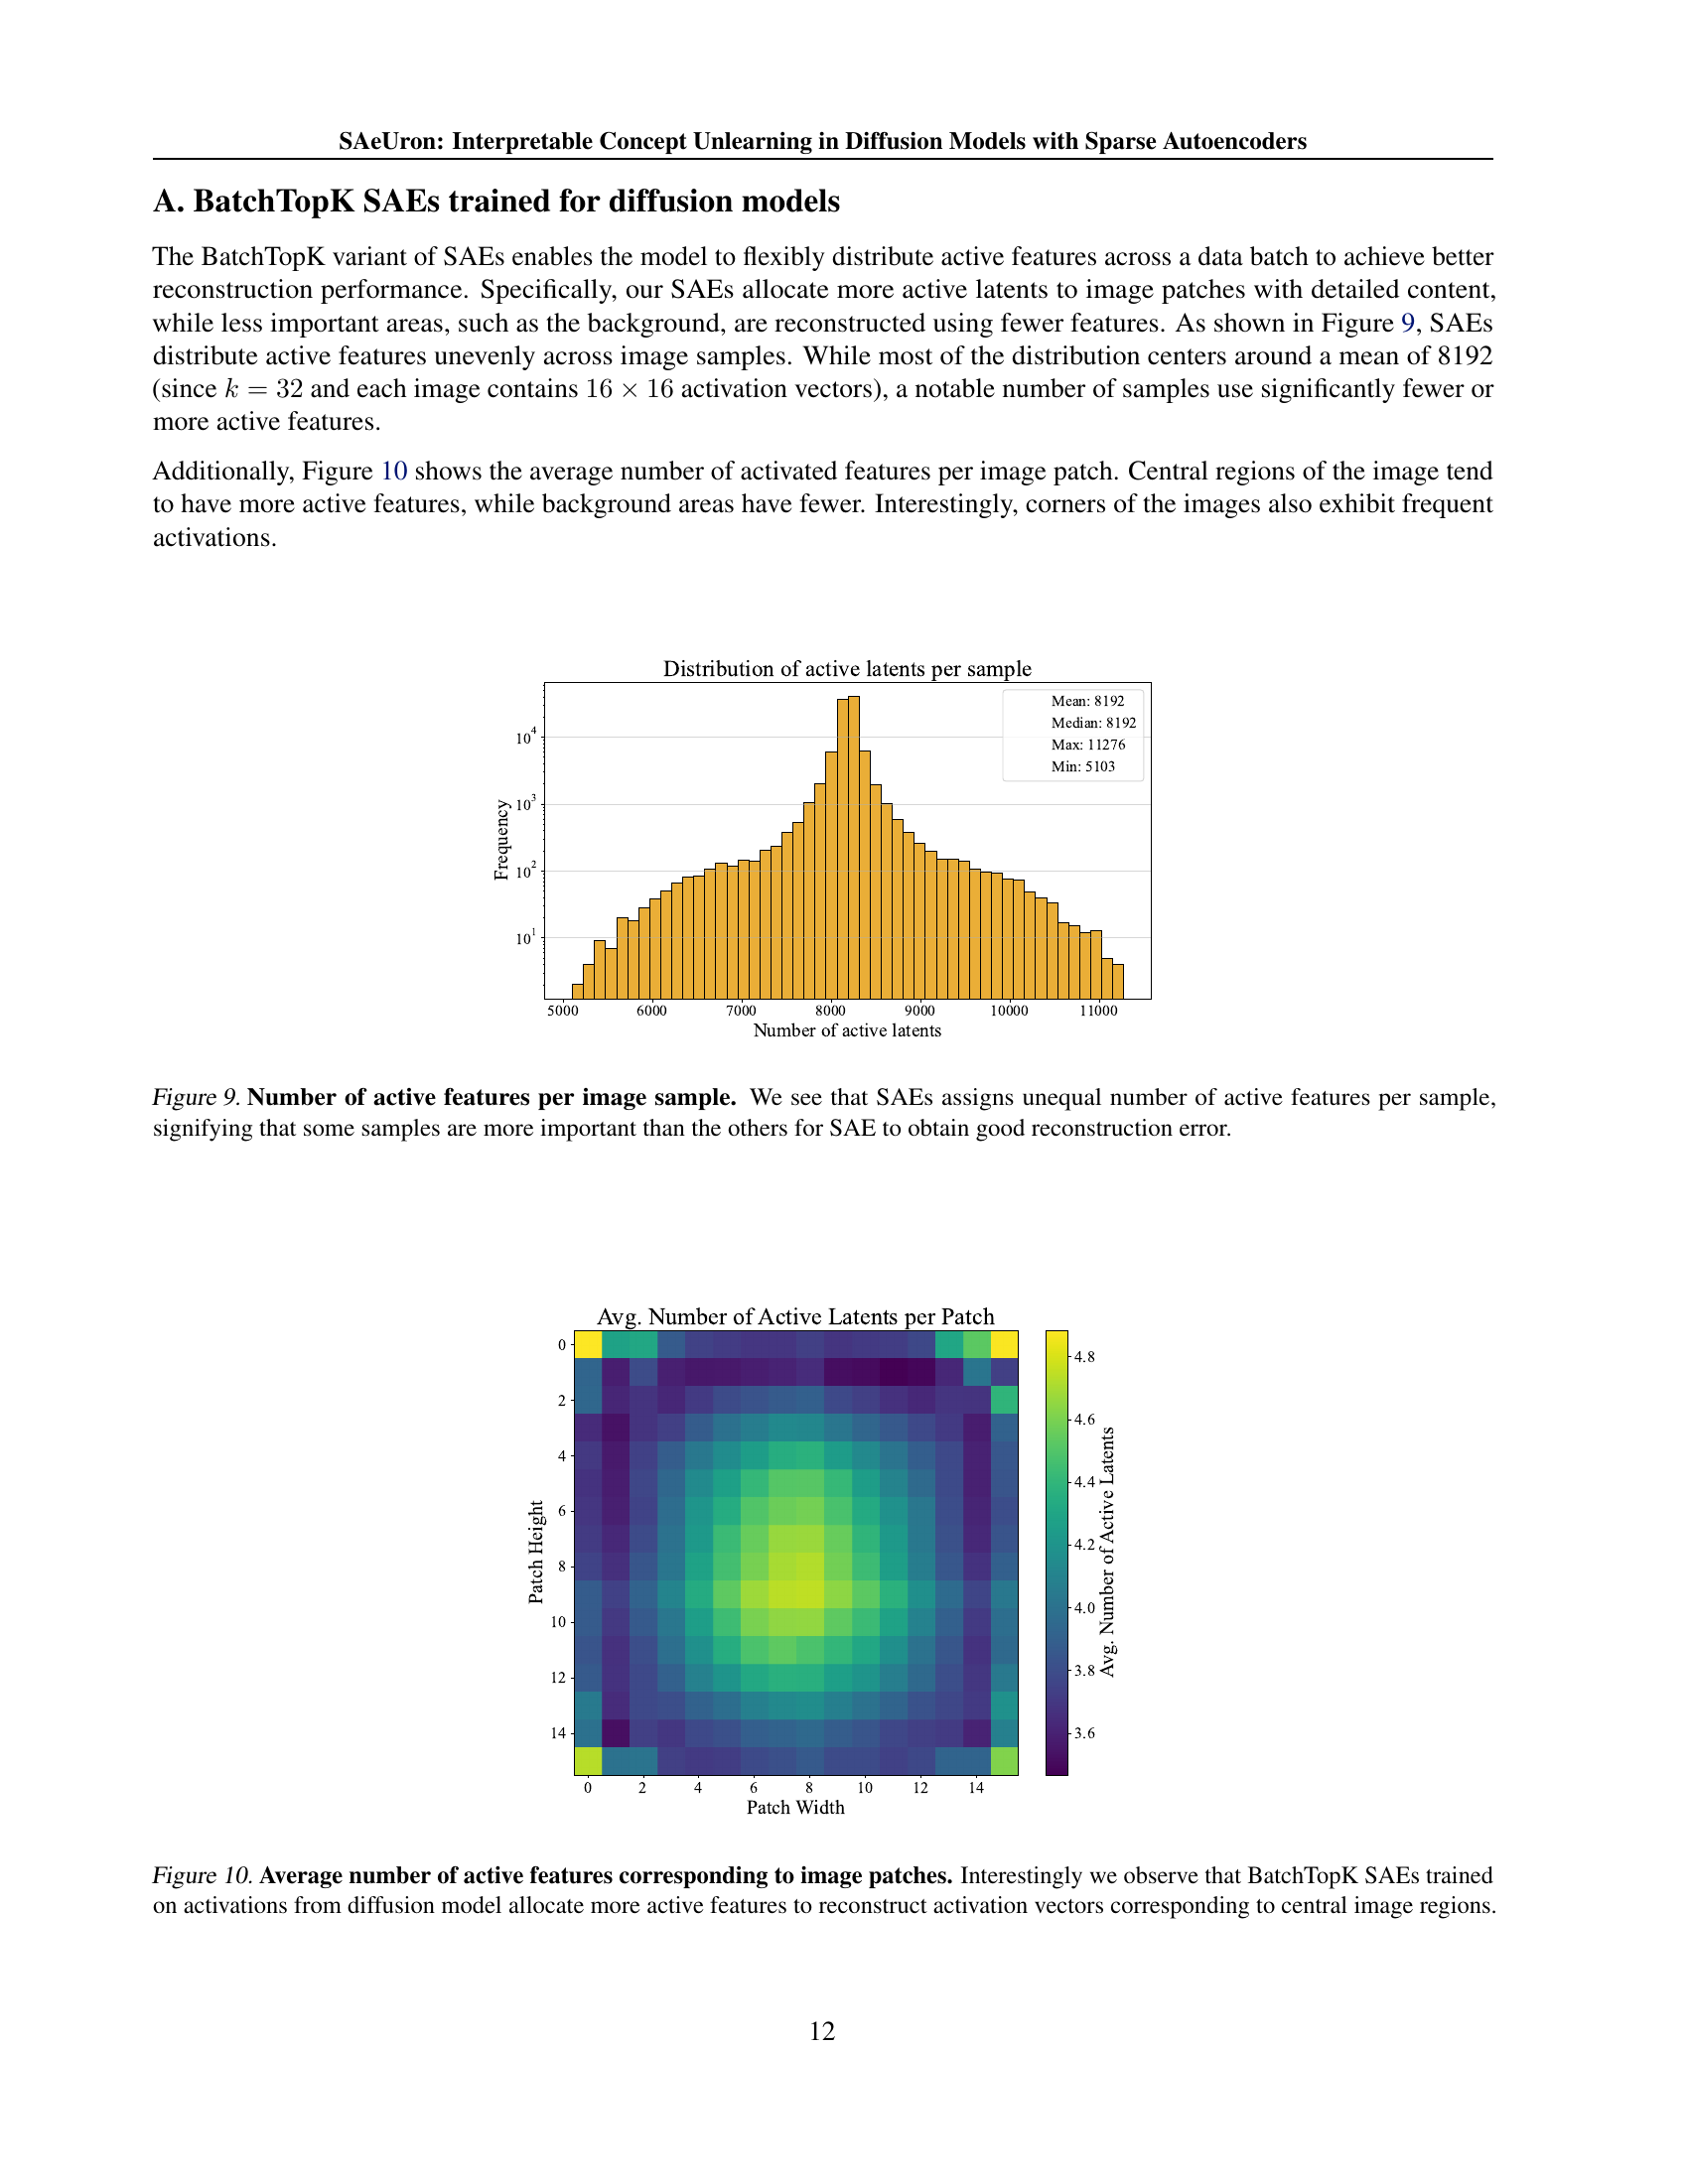 SAeUron: Interpretable Concept Unlearning in Diffusion Models with Sparse Autoencoders
A. BatchTopK SAEs trained for diffusion models
The BatchTopK variant of SAEs enables the model to flexibly distribute active features across a data batch to achieve better
reconstruction performance. Specifically, our SAEs allocate more active latents to image patches with detailed content,
while less important areas, such as the background, are reconstructed using fewer features. As shown in Figure 9, SAEs
distribute active features unevenly across image samples. While most of the distribution centers around a mean of 8192
(since k = 32 and each image contains 16 × 16 activation vectors), a notable number of samples use significantly fewer or
more active features.
Additionally, Figure 10 shows the average number of activated features per image patch. Central regions of the image tend
to have more active features, while background areas have fewer. Interestingly, corners of the images also exhibit frequent
activations.
Distribution of active latents per sample
Mean: 8192
Median: 8192
Max: 11276
Min: 5103
Frequency
10⁴
10³
10²
10¹
5000 6000 7000 8000 9000 10000 11000
Number of active latents
Figure 9. Number of active features per image sample. We see that SAEs assigns unequal number of active features per sample,
signifying that some samples are more important than the others for SAE to obtain good reconstruction error.
Avg. Number of Active Latents per Patch
Patch Height
0
2
4
6
8
10
12
14
0 2 4 6 8 10 12 14
Patch Width
4.8
4.6
4.4
4.2
4.0
3.8
3.6
Avg. Number of Active Latents
Figure 10. Average number of active features corresponding to image patches. Interestingly we observe that BatchTopK SAEs trained
on activations from diffusion model allocate more active features to reconstruct activation vectors corresponding to central image regions.
12